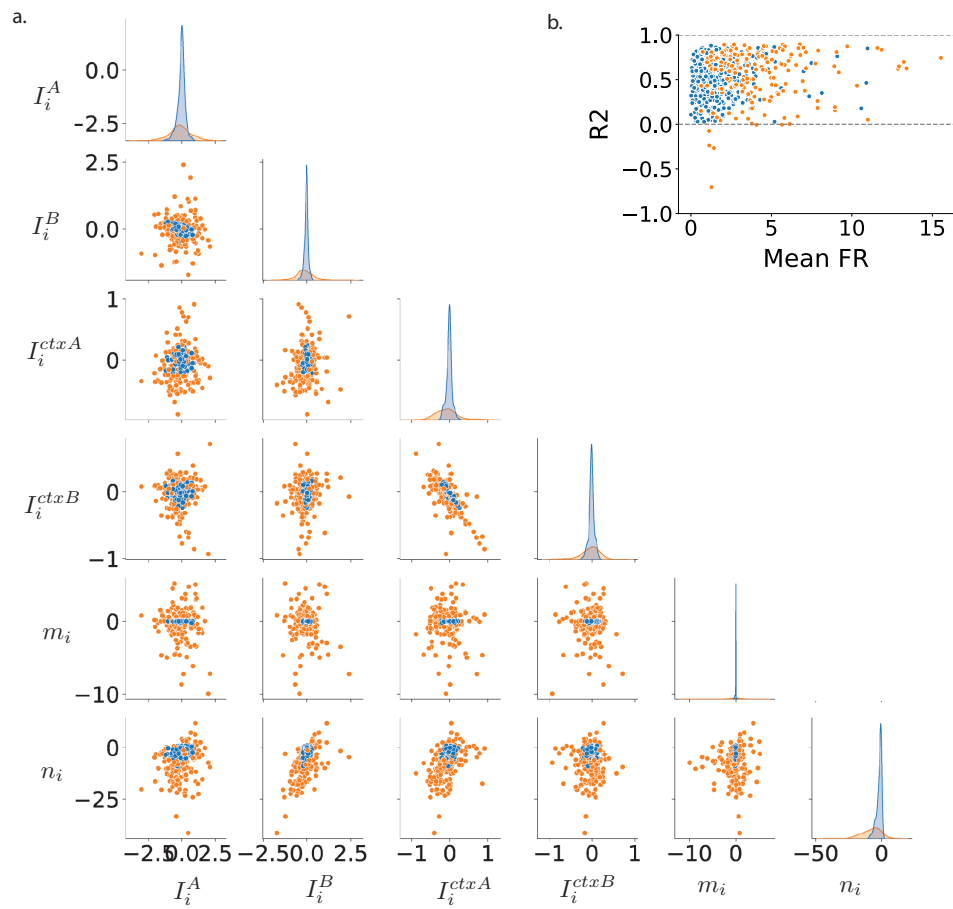 a.
b.
I_i^A
0.0
−2.5
1.0
0.5
0.0
−0.5
−1.0
R2
0
5
10
15
Mean FR
I_i^B
2.5
0.0
I_i^{ctxA}
1
0
I_i^{ctxB}
0
−1
m_i
0
−10
n_i
0
−25
−2.5 0.0 2.5
−2.5 0.0 2.5
−1 0 1
−1 0 1
−10 0
−50 0
I_i^A I_i^B I_i^{ctxA} I_i^{ctxB} m_i n_i